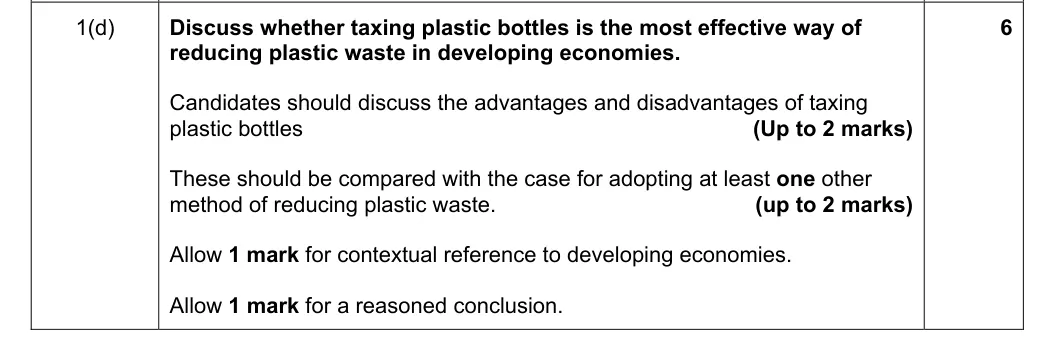 1(d)
Discuss whether taxing plastic bottles is the most effective way of
reducing plastic waste in developing economies.
6
Candidates should discuss the advantages and disadvantages of taxing
plastic bottles (Up to 2 marks)
These should be compared with the case for adopting at least one other
method of reducing plastic waste. (up to 2 marks)
Allow 1 mark for contextual reference to developing economies.
Allow 1 mark for a reasoned conclusion.